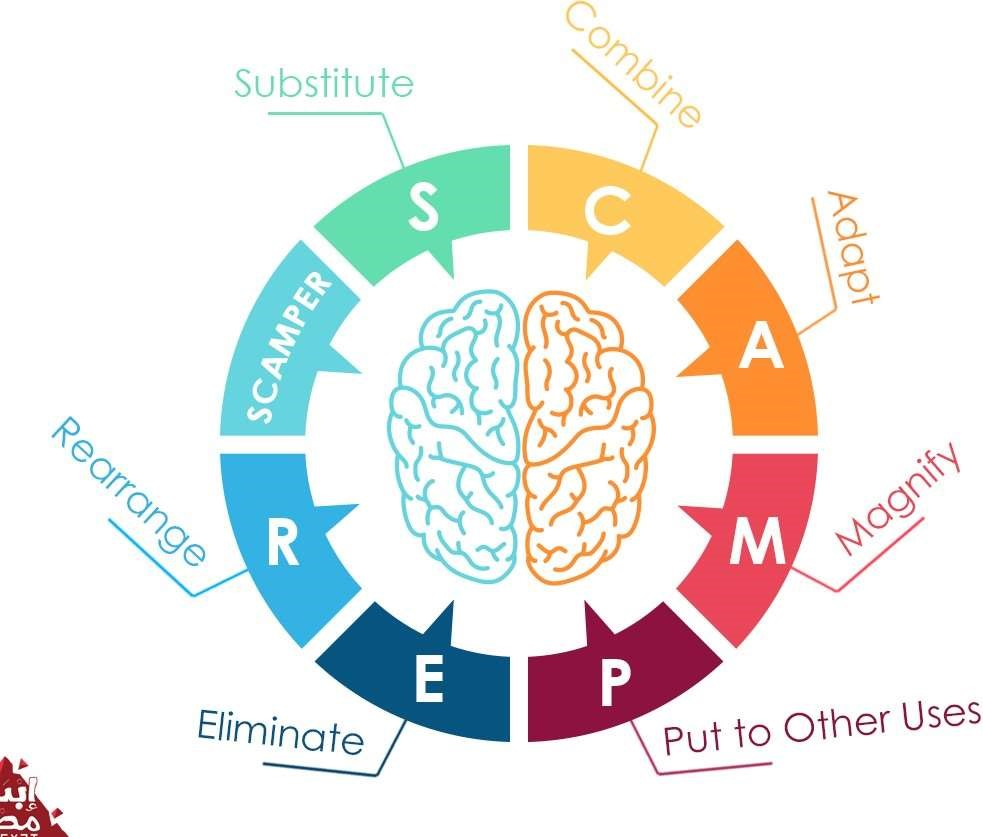 Substitute
Combine
Adapt
Magnify
Put to Other Uses
Eliminate
Rearrange
SCAMPER
S
C
A
M
P
E
R